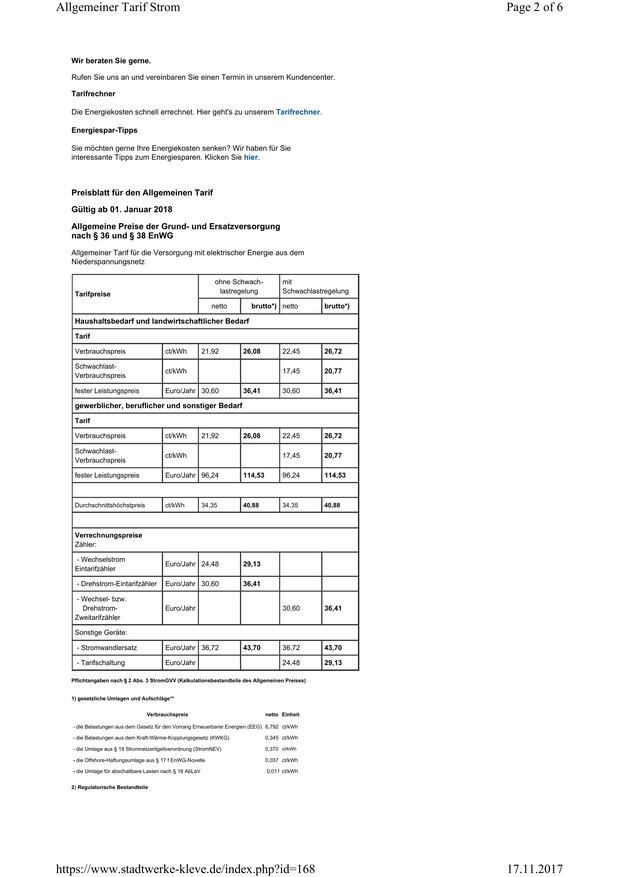 Allgemeiner Tarif Strom Page 2 of 6
Wir beraten Sie gerne.
Rufen Sie uns an und vereinbaren Sie einen Termin in unserem Kundencenter.
Tarifrechner
Die Energiekosten schnell errechnet. Hier geht's zu unserem Tarifrechner.
Energiespar-Tipps
Sie möchten gerne Ihre Energiekosten senken? Wir haben für Sie
interessante Tipps zum Energiesparen. Klicken Sie hier.
Preisblatt für den Allgemeinen Tarif
Gültig ab 01. Januar 2018
Allgemeine Preise der Grund- und Ersatzversorgung
nach § 36 und § 38 EnWG
Allgemeiner Tarif für die Versorgung mit elektrischer Energie aus dem
Niederspannungsnetz
Tarifpreise
ohne Schwach-
lastregelung
mit
Schwachlastregelung
netto brutto*) netto brutto*)
Haushaltsbedarf und landwirtschaftlicher Bedarf
Tarif
Verbrauchspreis ct/kWh 21,92 26,08 22,45 26,72
Schwachlast-
Verbrauchspreis ct/kWh 17,45 20,77
fester Leistungspreis Euro/Jahr 30,60 36,41 30,60 36,41
gewerblicher, beruflicher und sonstiger Bedarf
Tarif
Verbrauchspreis ct/kWh 21,92 26,08 22,45 26,72
Schwachlast-
Verbrauchspreis ct/kWh 17,45 20,77
fester Leistungspreis Euro/Jahr 96,24 114,53 96,24 114,53
Durchschnittshöchstpreis ct/kWh 34,35 40,88 34,35 40,88
Verrechnungspreise
Zähler:
- Wechselstrom
Eintarifzähler Euro/Jahr 24,48 29,13
- Drehstrom-Eintarifzähler Euro/Jahr 30,60 36,41
- Wechsel- bzw.
Drehstrom-
Zweitarifzähler Euro/Jahr 30,60 36,41
Sonstige Geräte:
- Stromwandlersatz Euro/Jahr 36,72 43,70 36,72 43,70
- Tarifschaltung Euro/Jahr 24,48 29,13
Pflichtangaben nach § 2 Abs. 3 StromGVV (Kalkulationsbestandteile des Allgemeinen Preises)
1) gesetzliche Umlagen und Aufschläge**
Verbrauchspreis netto Einheit
- die Belastungen aus dem Gesetz für den Vorrang Erneuerbarer Energien (EEG) 6,792 ct/kWh
- die Belastungen aus dem Kraft-Wärme-Kopplungsgesetz (KWKG) 0,345 ct/kWh
- die Umlage aus § 19 Stromnetzentgeltverordnung (StromNEV) 0,370 ct/kWh
- die Offshore-Haftungsumlage aus § 17 f EnWG-Novelle 0,037 ct/kWh
- die Umlage für abschaltbare Lasten nach § 18 AbLaV 0,011 ct/kWh
2) Regulatorische Bestandteile
https://www.stadtwerke-kleve.de/index.php?id=168 17.11.2017